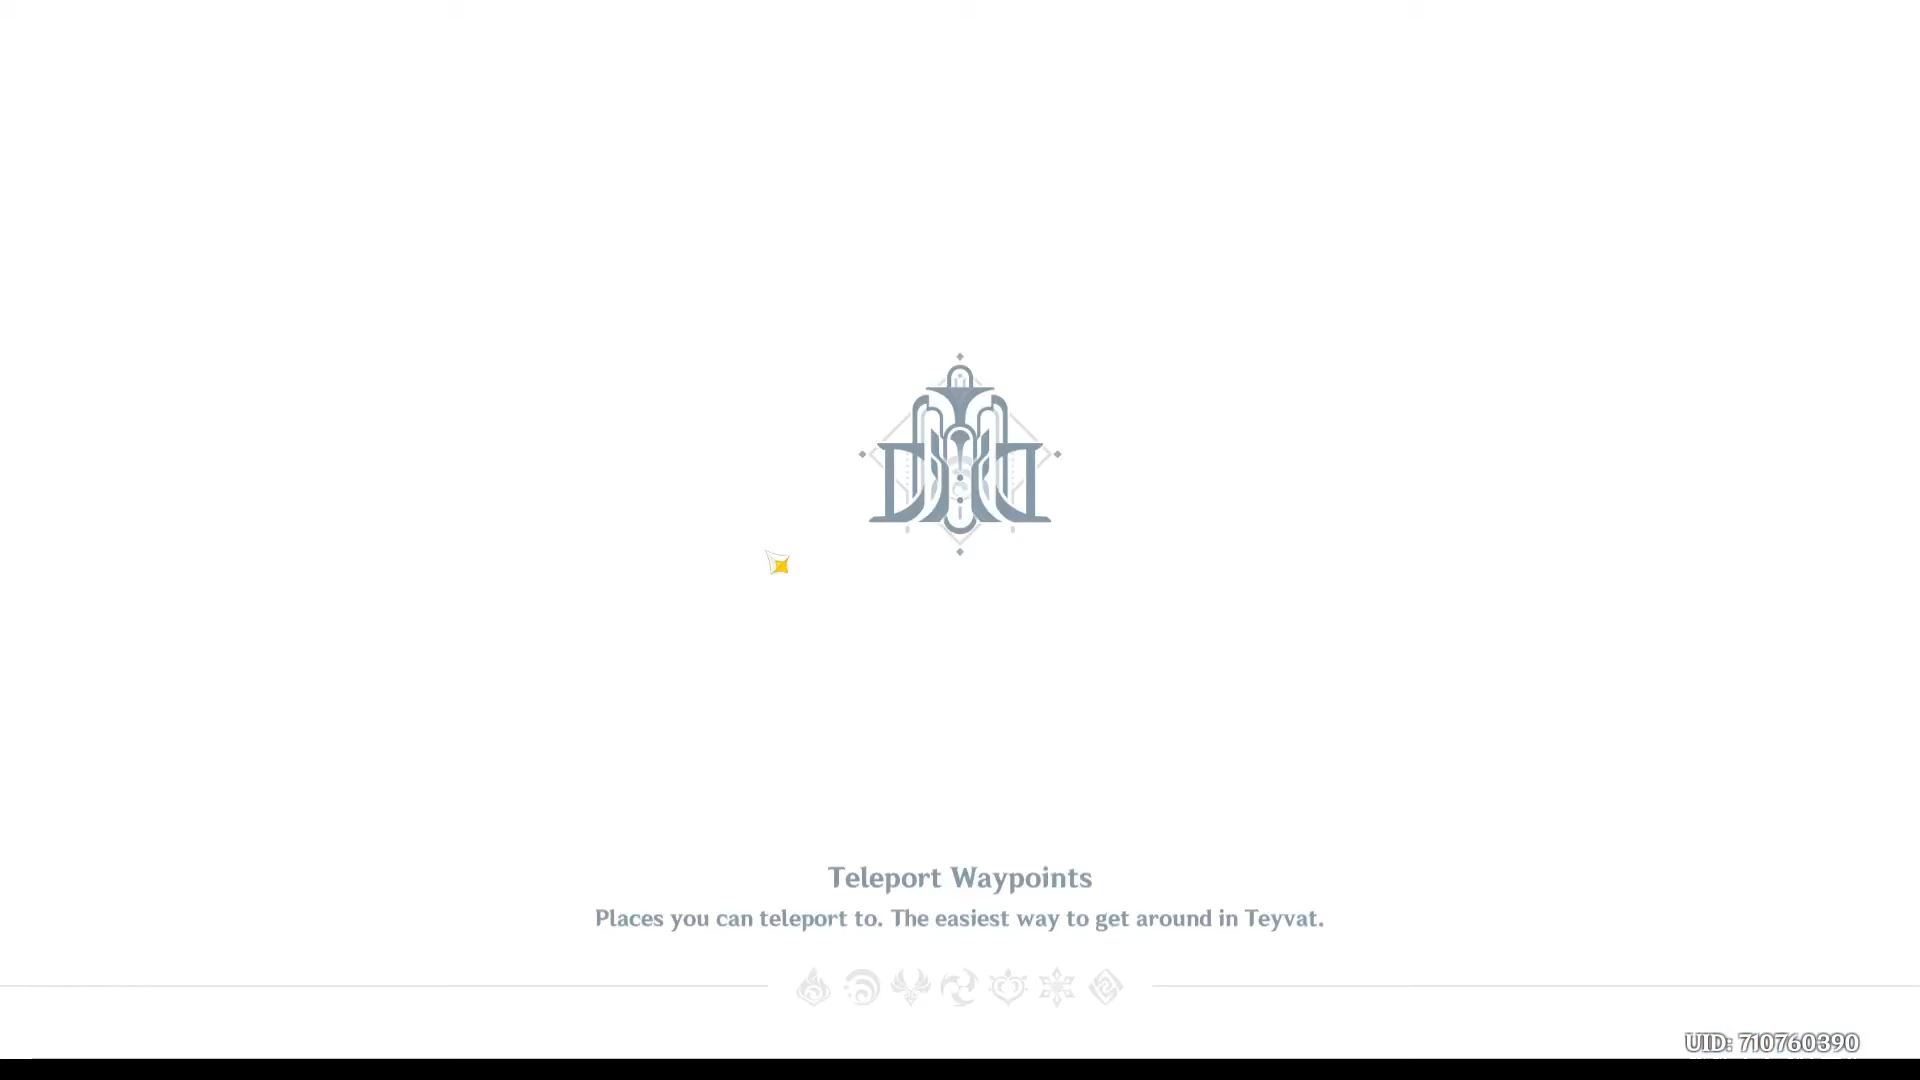 Teleport Waypoints
Places you can teleport to. The easiest way to get around in Teyvat.
UID: 710760390